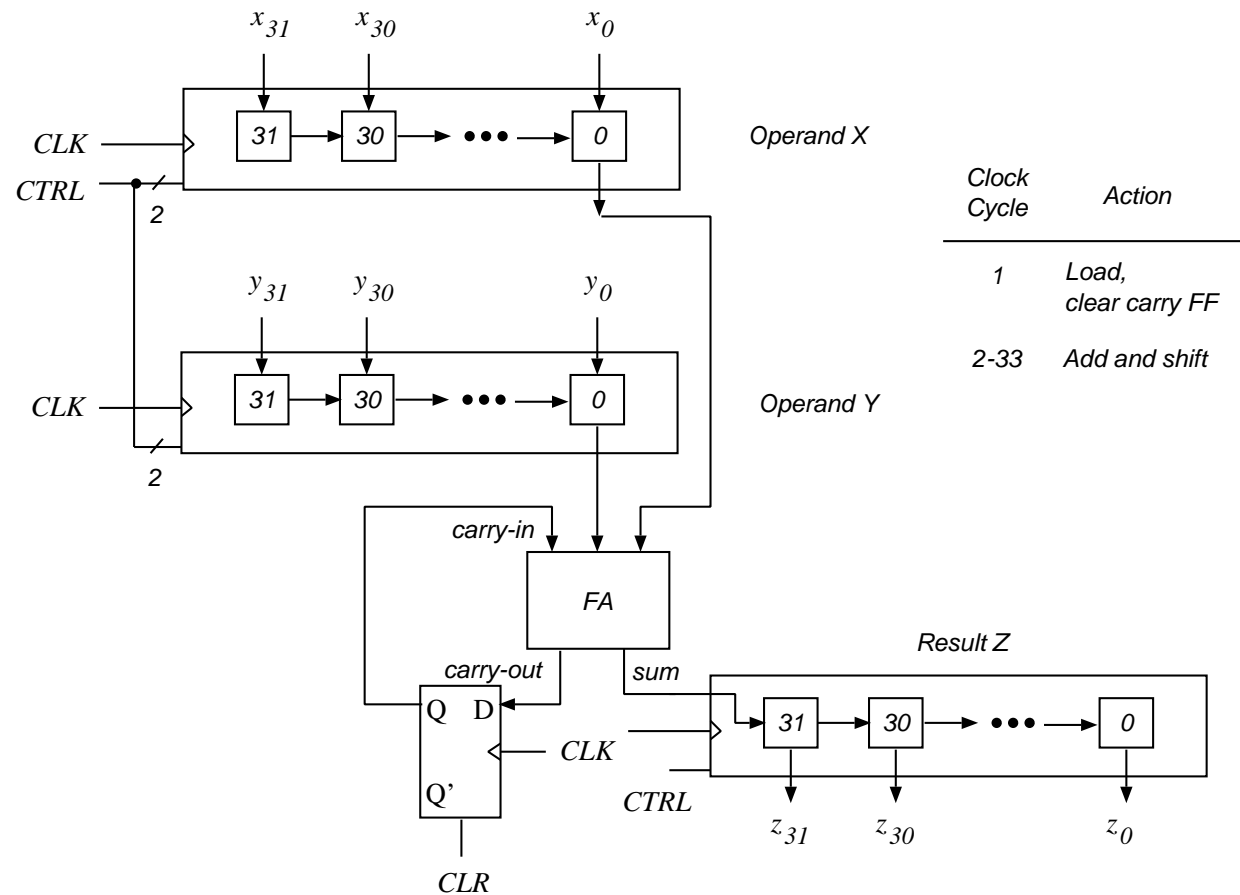 x31 x30 x0
31 30 ••• 0
Operand X
CLK
CTRL
2
Clock
Cycle
Action
1
Load,
clear carry FF
2-33
Add and shift
y31 y30 y0
31 30 ••• 0
CLK
Operand Y
2
carry-in
FA
carry-out
sum
Result Z
Q D
31 30 ••• 0
CLK
Q'
CTRL
z31 z30 z0
CLR